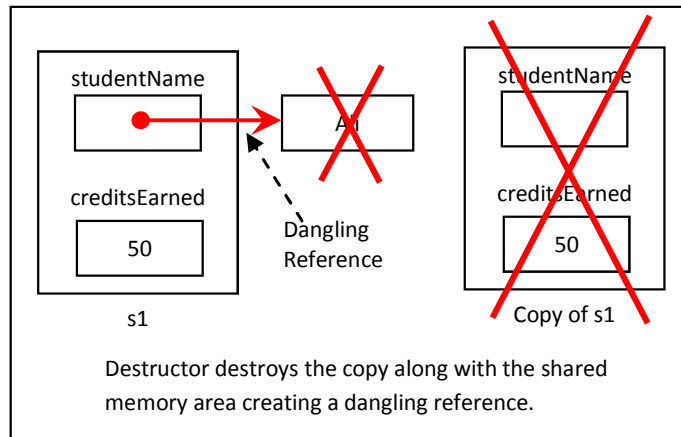 studentName
Ali
studentName
creditsEarned
50
Dangling
Reference
creditsEarned
50
s1
Copy of s1
Destructor destroys the copy along with the shared
memory area creating a dangling reference.